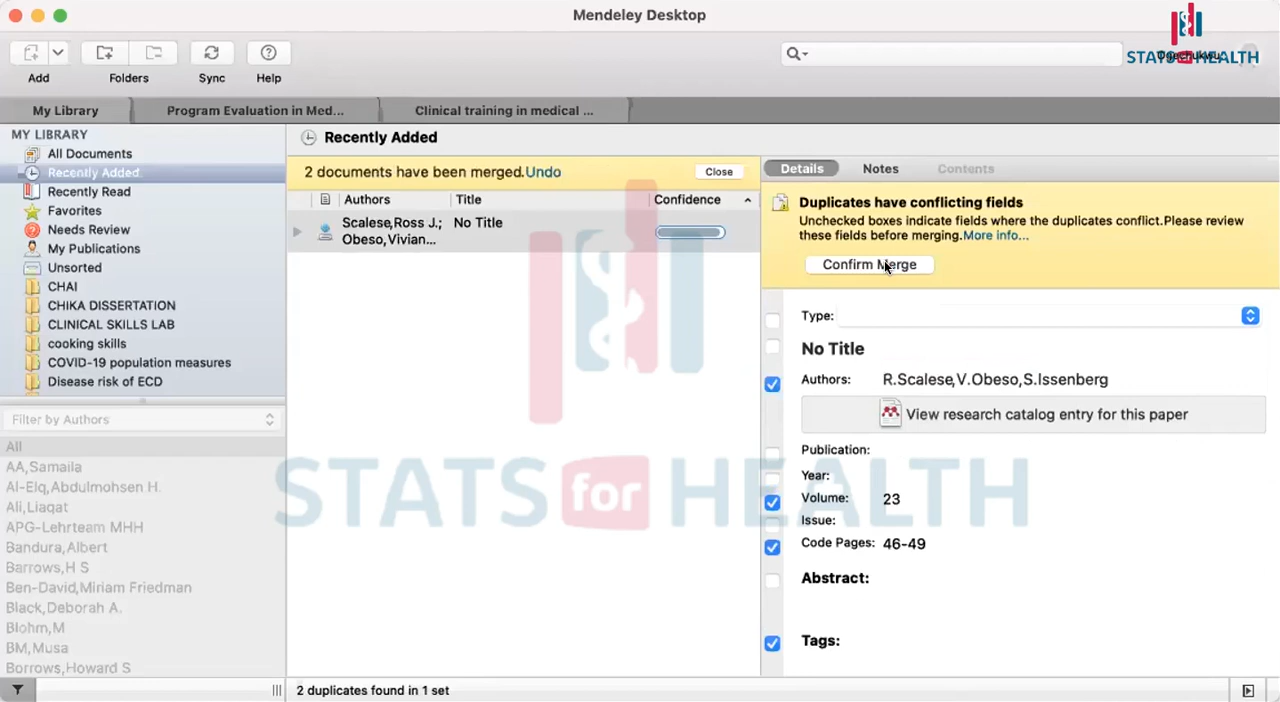 Mendeley Desktop
STATS HEALTH
Add
Folders
Sync
Help
My Library
Program Evaluation in Med...
Clinical training in medical ...
MY LIBRARY
All Documents
Recently Added
Recently Read
Favorites
Needs Review
My Publications
Unsorted
CHAI
CHIKA DISSERTATION
CLINICAL SKILLS LAB
cooking skills
COVID-19 population measures
Disease risk of ECD
Filter by Authors
All
AA,Samaila
Al-Elq,Abdulmohsen H.
Ali,Liaqat
APG-Lehrteam MHH
Bandura,Albert
Barrows,H S
Ben-David,Miriam Friedman
Black,Deborah A.
Blohm,M
BM,Musa
Borrows,Howard S
Recently Added
2 documents have been merged.Undo
Close
Authors Title Confidence
Scalese,Ross J.; No Title
Obeso,Vivian...
STATS for HEALTH
2 duplicates found in 1 set
Details Notes Contents
Duplicates have conflicting fields
Unchecked boxes indicate fields where the duplicates conflict.Please review
these fields before merging.More info...
Confirm Merge
Type:
No Title
Authors: R.Scalese,V.Obeso,S.Issenberg
View research catalog entry for this paper
Publication:
Year:
Volume: 23
Issue:
Code Pages: 46-49
Abstract:
Tags: